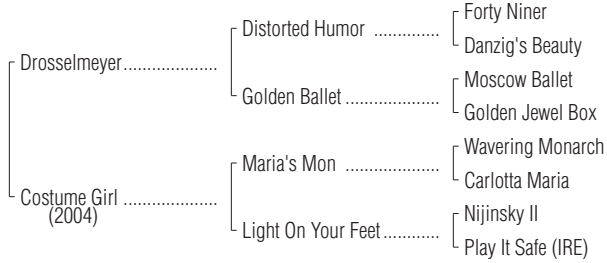 Forty Niner
Distorted Humor ..............
Danzig's Beauty
Drosselmeyer....................
Moscow Ballet
Golden Ballet ....................
Golden Jewel Box
Wavering Monarch
Maria's Mon ....................
Carlotta Maria
Costume Girl ....................
(2004)
Nijinsky II
Light On Your Feet............
Play It Safe (IRE)